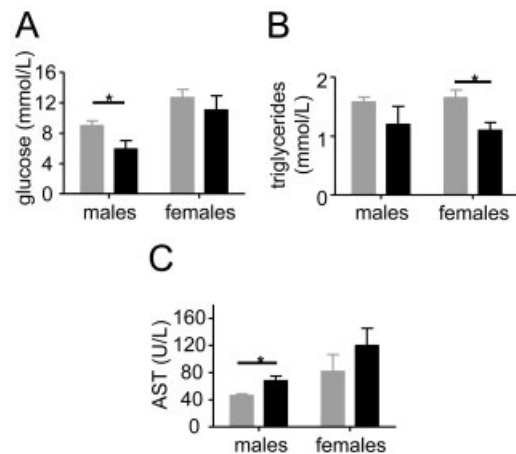 A
glucose (mmol/L)
16
12
8
4
0
*
males
females
B
triglycerides
(mmol/L)
2
1
0
*
males
females
C
AST (U/L)
160
120
80
40
0
*
males
females